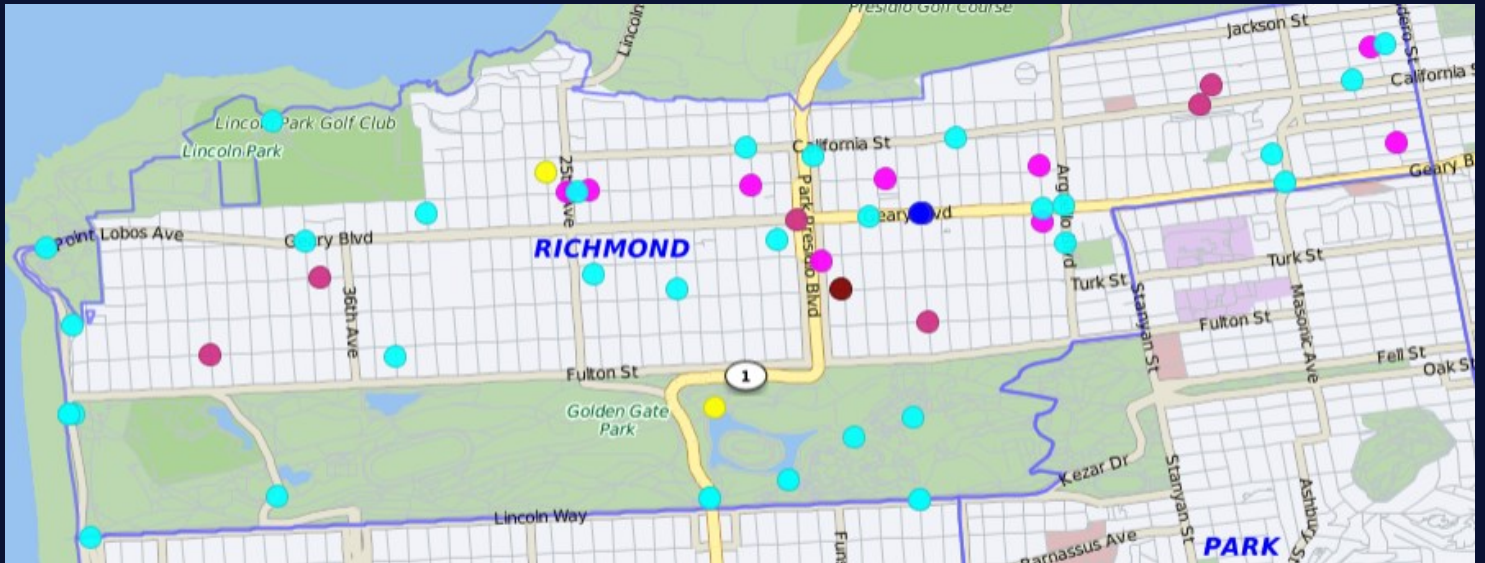 Presidio Golf Course
Lincoln
Jackson St
dero St
California S
Lincoln Park Golf Club
Lincoln Park
California St
25th Ave
Park Presidio Blvd
Geary B
Point Lobos Ave
Geary Blvd
Geary Blvd
RICHMOND
Turk St
Turk St
36th Ave
Stanyan St
Masonic Ave
Fulton St
Fulton St
1
Fell St
Oak St
Golden Gate
Park
Kezar Dr
Stanyan St
Ashbury St
Lincoln Way
Fun
Parnassus Ave
PARK